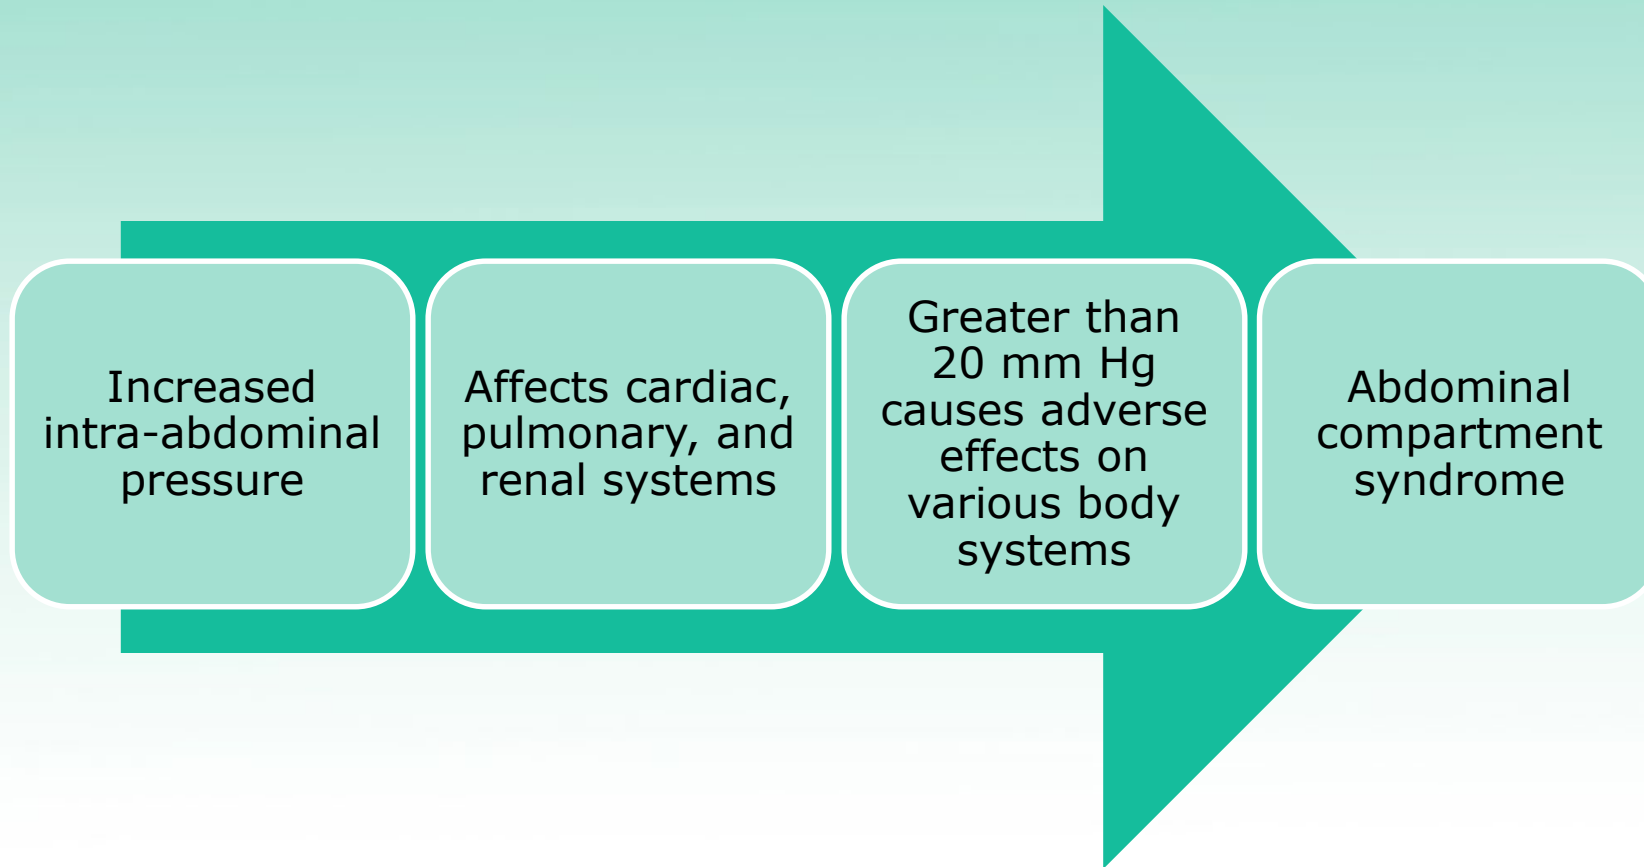 Increased
intra-abdominal
pressure
Affects cardiac,
pulmonary, and
renal systems
Greater than
20 mm Hg
causes adverse
effects on
various body
systems
Abdominal
compartment
syndrome